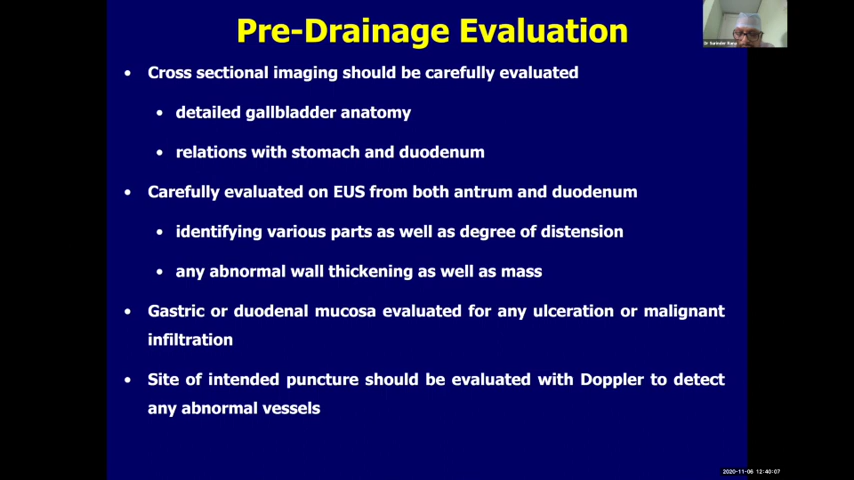 Pre-Drainage Evaluation
• Cross sectional imaging should be carefully evaluated
• detailed gallbladder anatomy
• relations with stomach and duodenum
• Carefully evaluated on EUS from both antrum and duodenum
• identifying various parts as well as degree of distension
• any abnormal wall thickening as well as mass
• Gastric or duodenal mucosa evaluated for any ulceration or malignant
infiltration
• Site of intended puncture should be evaluated with Doppler to detect
any abnormal vessels
Dr Surinder Rana
2020-11-06 12:40:07